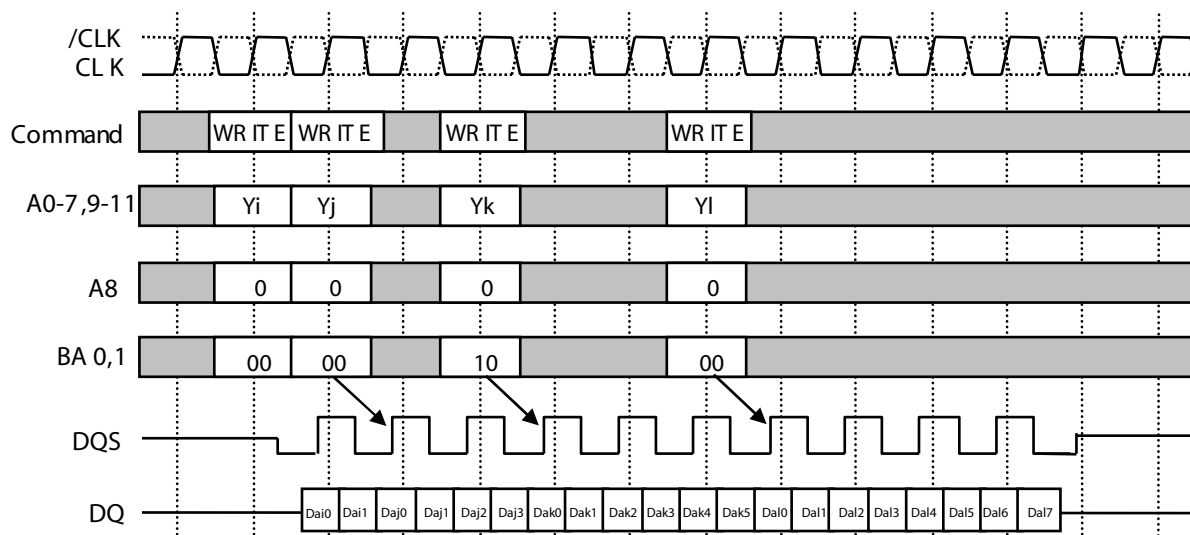 /CLK
CL K
Command WR IT E WR IT E WR IT E WR IT E
A0-7,9-11 Yi Yj Yk Yl
A8 0 0 0 0
BA 0,1 00 00 10 00
DQS
DQ Dai0 Dai1 Daj0 Daj1 Daj2 Daj3 Dak0 Dak1 Dak2 Dak3 Dak4 Dak5 Dal0 Dal1 Dal2 Dal3 Dal4 Dal5 Dal6 Dal7